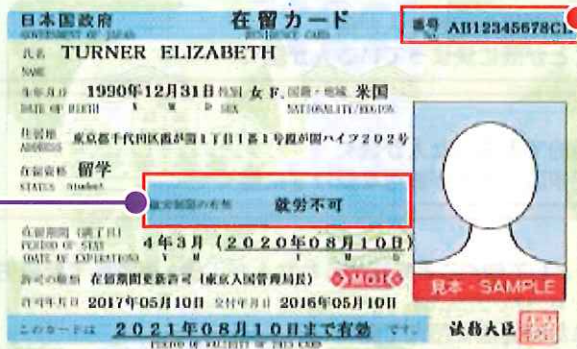 日本国政府 在留カード 番号 AB12345678CD
GOVERNMENT OF JAPAN RESIDENCE CARD NO.
氏名 TURNER ELIZABETH
NAME
生年月日 1990年12月31日 性別 女 F. 国籍・地域 米国
DATE OF BIRTH Y M D SEX NATIONALITY/REGION
住居地 東京都千代田区霞が関1丁目1番1号霞が関ハイツ202号
ADDRESS
在留資格 留学
STATUS Student
就労制限の有無 就労不可
在留期間(満了日) 4年3月(2020年08月10日)
PERIOD OF STAY
(DATE OF EXPIRATION) Y M Y M D
許可の種類 在留期間更新許可(東京入国管理局長) MOJ
見本・SAMPLE
許可年月日 2017年05月10日 交付年月日 2016年05月10日
このカードは 2021年08月10日まで有効 です。 法務大臣
PERIOD OF VALIDITY OF THIS CARD